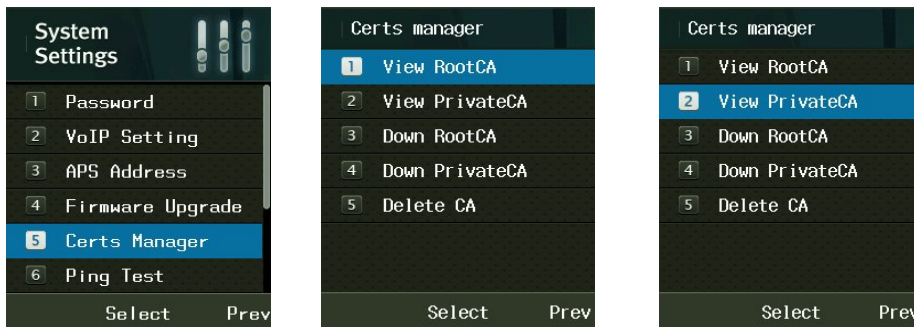 System
Settings
1 Password
2 VoIP Setting
3 APS Address
4 Firmware Upgrade
5 Certs Manager
6 Ping Test
Select Prev
Certs manager
1 View RootCA
2 View PrivateCA
3 Down RootCA
4 Down PrivateCA
5 Delete CA
Select Prev
Certs manager
1 View RootCA
2 View PrivateCA
3 Down RootCA
4 Down PrivateCA
5 Delete CA
Select Prev